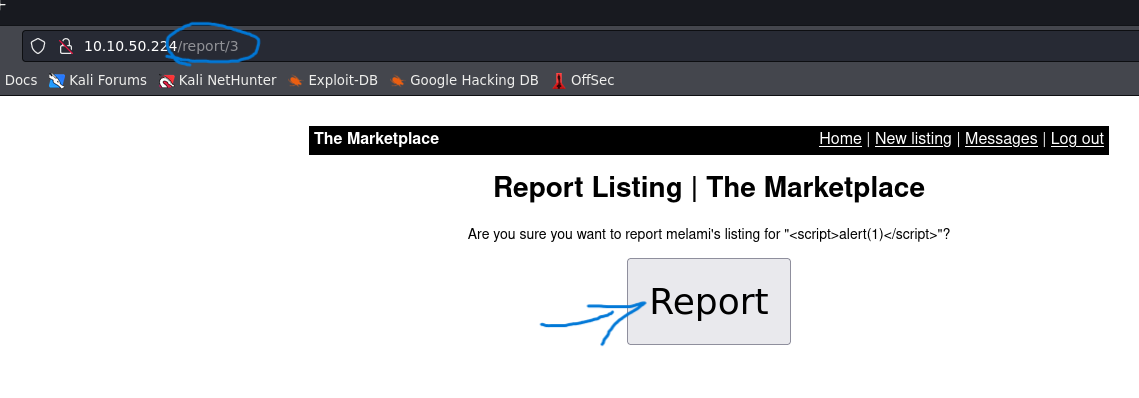 10.10.50.224/report/3
Docs Kali Forums Kali NetHunter Exploit-DB Google Hacking DB OffSec
The Marketplace Home | New listing | Messages | Log out
Report Listing | The Marketplace
Are you sure you want to report melami's listing for "<script>alert(1)</script>"?
Report